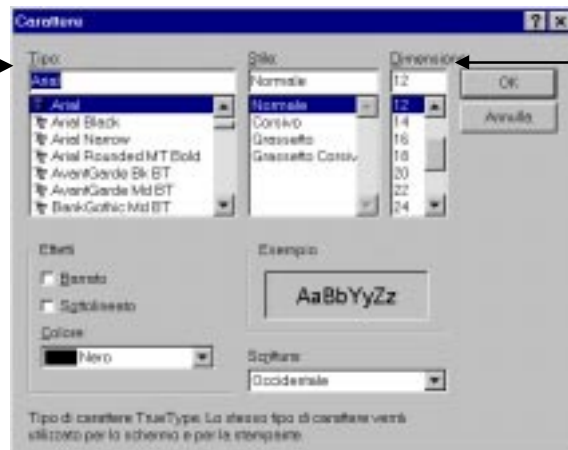 Carattere
Tipo:
Arial
Arial
Arial Black
Arial Narrow
Arial Rounded MT Bold
AvantGarde Bk BT
AvantGarde Md BT
BankGothic Md BT
Stile:
Normale
Normale
Corsivo
Grassetto
Grassetto Corsiv
Dimensione
12
12
14
16
18
20
22
24
OK
Annulla
Effetti
Barrato
Sottolineato
Colore
Nero
Esempio
AaBbYyZz
Scrittura
Occidentale
Tipo di carattere TrueType. Lo stesso tipo di carattere verrà
utilizzato per lo schermo e per la stampante.